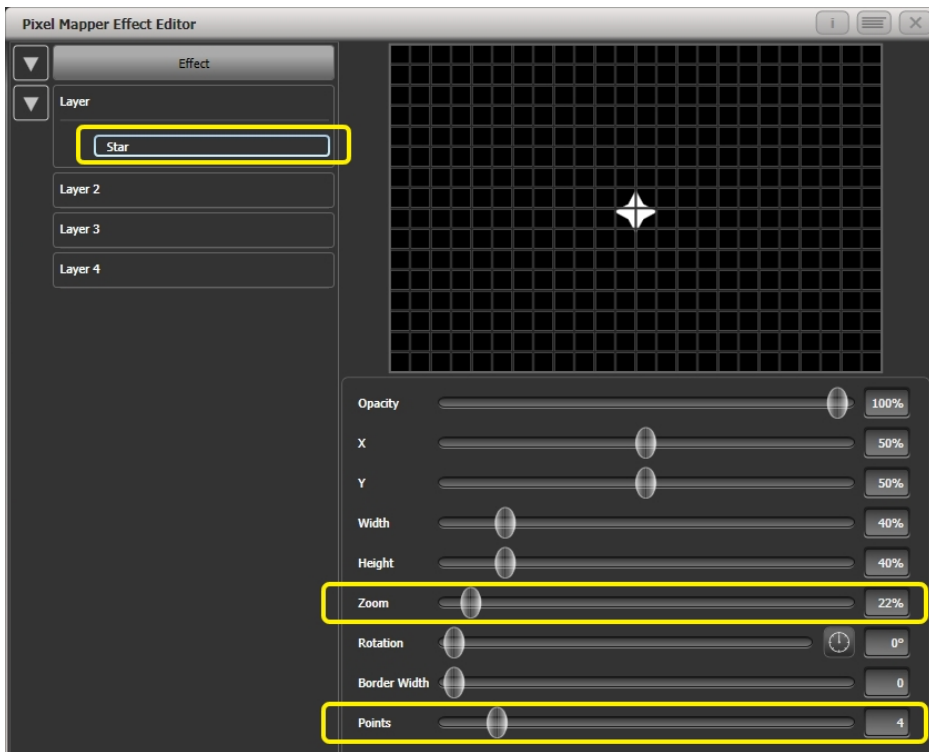 Pixel Mapper Effect Editor
i
Effect
Layer
Star
Layer 2
Layer 3
Layer 4
Opacity 100%
X 50%
Y 50%
Width 40%
Height 40%
Zoom 22%
Rotation 0°
Border Width 0
Points 4